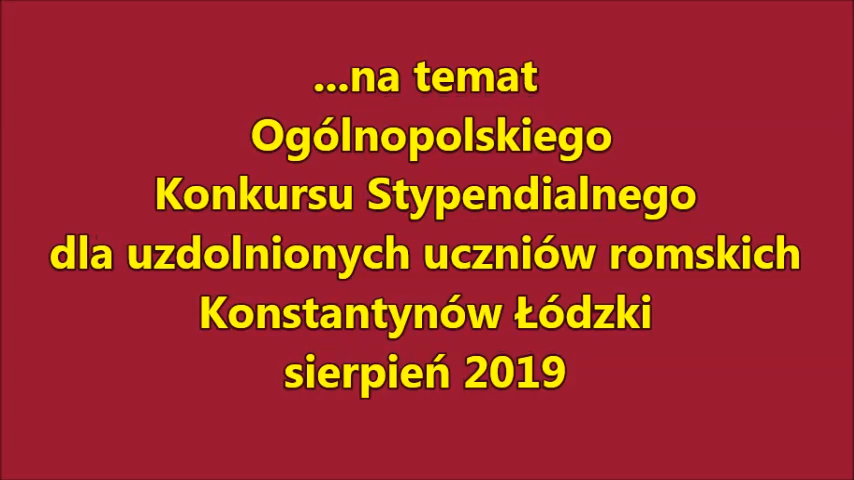 ...na temat
Ogólnopolskiego
Konkursu Stypendialnego
dla uzdolnionych uczniów romskich
Konstantynów Łódzki
sierpień 2019